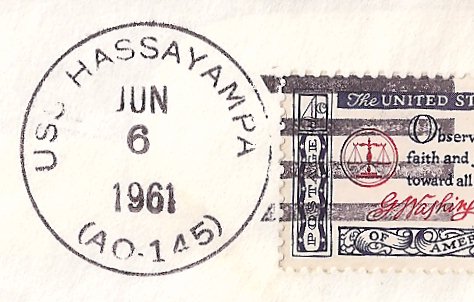 USS HASSAYAMPA
JUN
6
1961
(AO-145)
4¢
POSTAGE
The UNITED ST
Observ
faith and
toward all
G. Washin
OF AMER